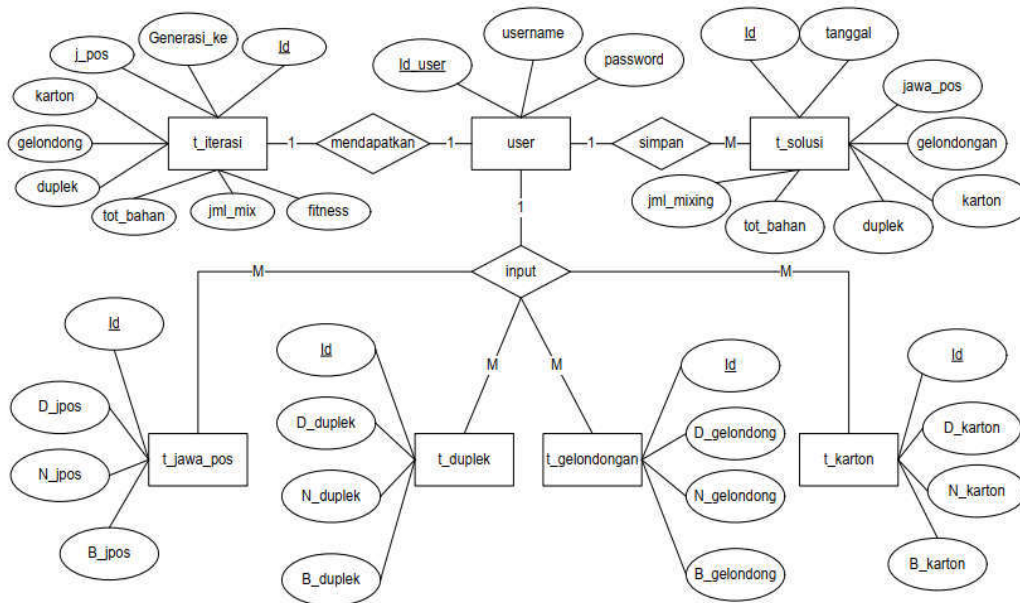 Generasi_ke
Id
j_pos
karton
gelondong
duplek
tot_bahan
jml_mix
fitness
t_iterasi
1
mendapatkan
1
username
Id_user
password
user
1
simpan
M
Id
tanggal
jawa_pos
gelondongan
karton
duplek
tot_bahan
jml_mixing
t_solusi
1
input
M
M
M
M
Id
D_jpos
N_jpos
B_jpos
t_jawa_pos
Id
D_duplek
N_duplek
B_duplek
t_duplek
t_gelondongan
Id
D_gelondong
N_gelondong
B_gelondong
t_karton
Id
D_karton
N_karton
B_karton